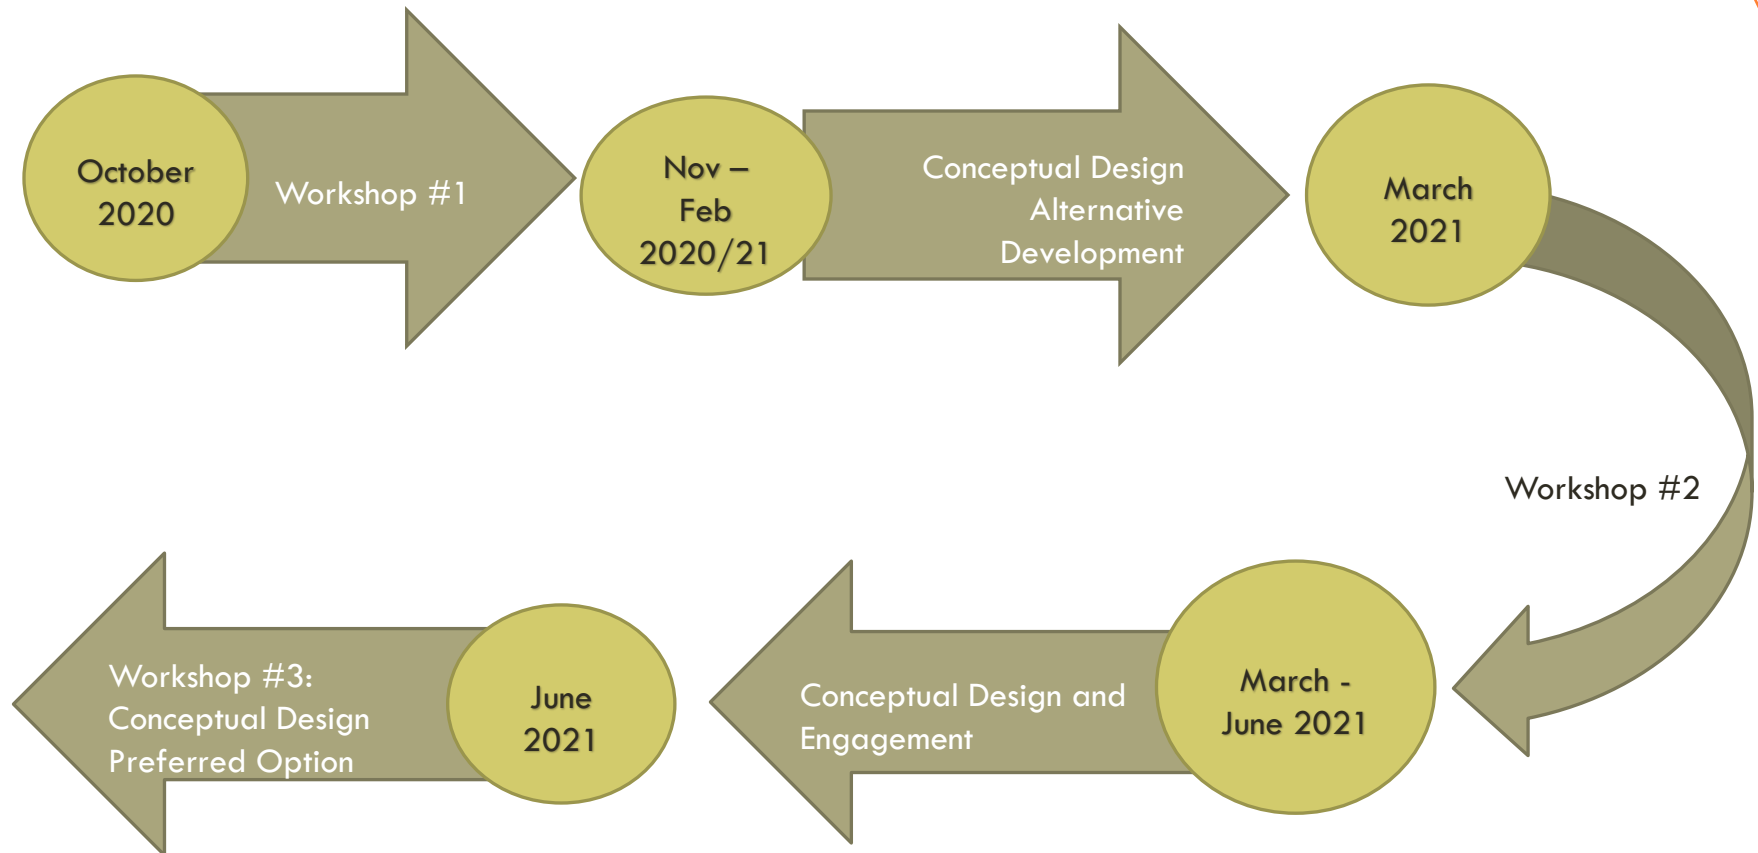 October
2020
Workshop #1
Nov –
Feb
2020/21
Conceptual Design
Alternative
Development
March
2021
Workshop #2
March -
June 2021
Conceptual Design and
Engagement
June
2021
Workshop #3:
Conceptual Design
Preferred Option